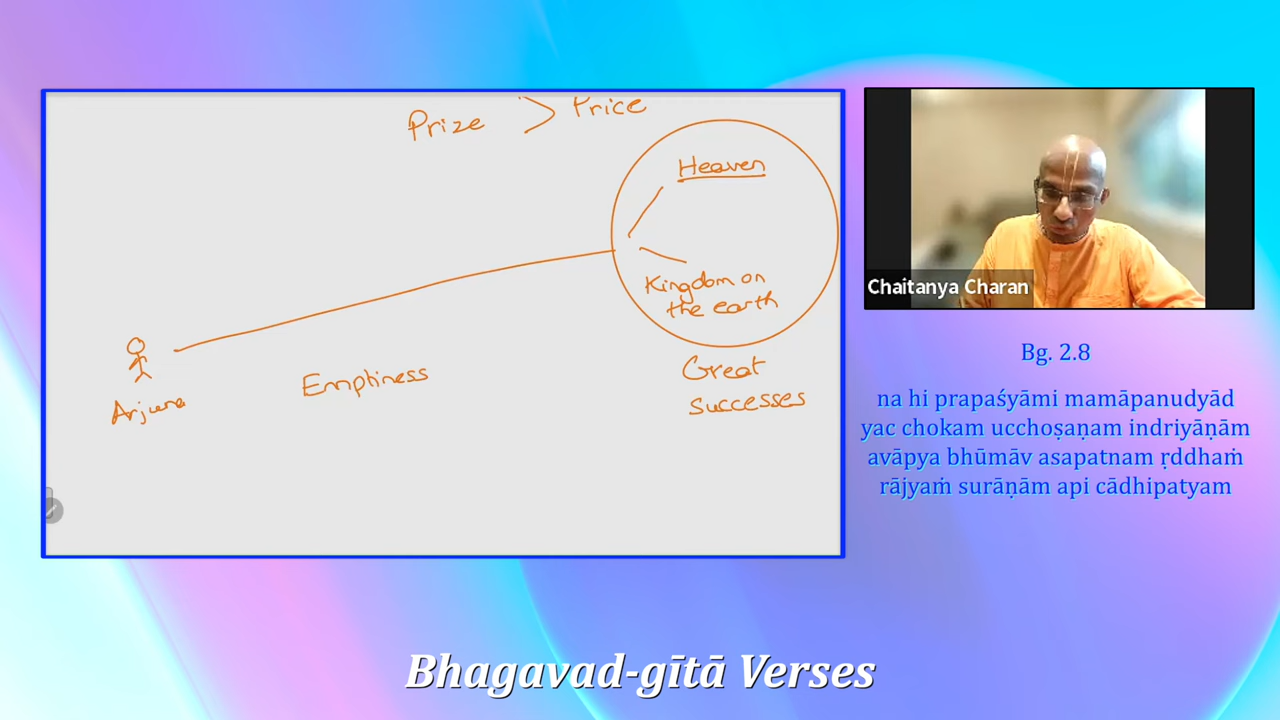 Prize > Price
Heaven
Kingdom on
the earth
Arjuna
Emptiness
Great
successes
Chaitanya Charan
Bg. 2.8
na hi prapaśyāmi mamāpanudyād
yac chokam ucchoṣaṇam indriyāṇām
avāpya bhūmāv asapatnam ṛddhaṁ
rājyaṁ surāṇām api cādhipatyam
Bhagavad-gītā Verses